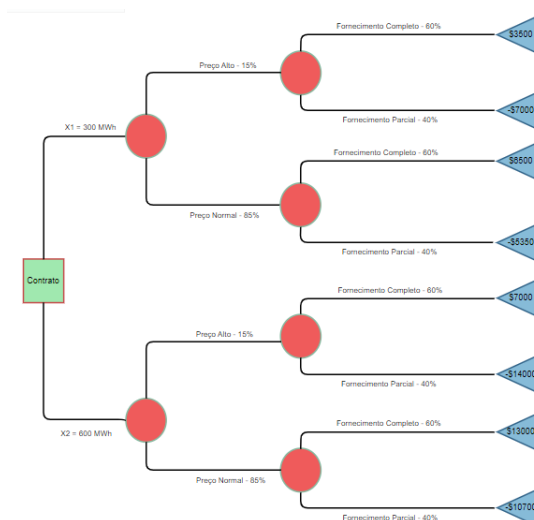 Fornecimento Completo - 60%
$3500
Preço Alto - 15%
-$7000
Fornecimento Parcial - 40%
X1 = 300 MWh
Fornecimento Completo - 60%
$6500
Preço Normal - 85%
-$5350
Fornecimento Parcial - 40%
Contrato
Fornecimento Completo - 60%
$7000
Preço Alto - 15%
-$14000
Fornecimento Parcial - 40%
Fornecimento Completo - 60%
$13000
X2 = 600 MWh
Preço Normal - 85%
-$10700
Fornecimento Parcial - 40%